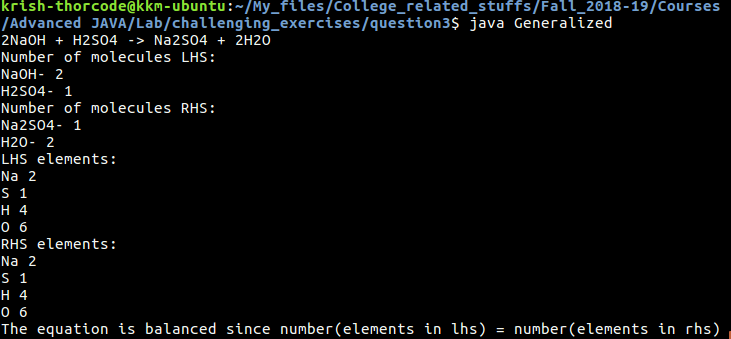 krish-thorcode@kkm-ubuntu:~/My_files/College_related_stuffs/Fall_2018-19/Courses
/Advanced JAVA/Lab/challenging_exercises/question3$ java Generalized
2NaOH + H2SO4 -> Na2SO4 + 2H2O
Number of molecules LHS:
NaOH- 2
H2SO4- 1
Number of molecules RHS:
Na2SO4- 1
H2O- 2
LHS elements:
Na 2
S 1
H 4
O 6
RHS elements:
Na 2
S 1
H 4
O 6
The equation is balanced since number(elements in lhs) = number(elements in rhs)